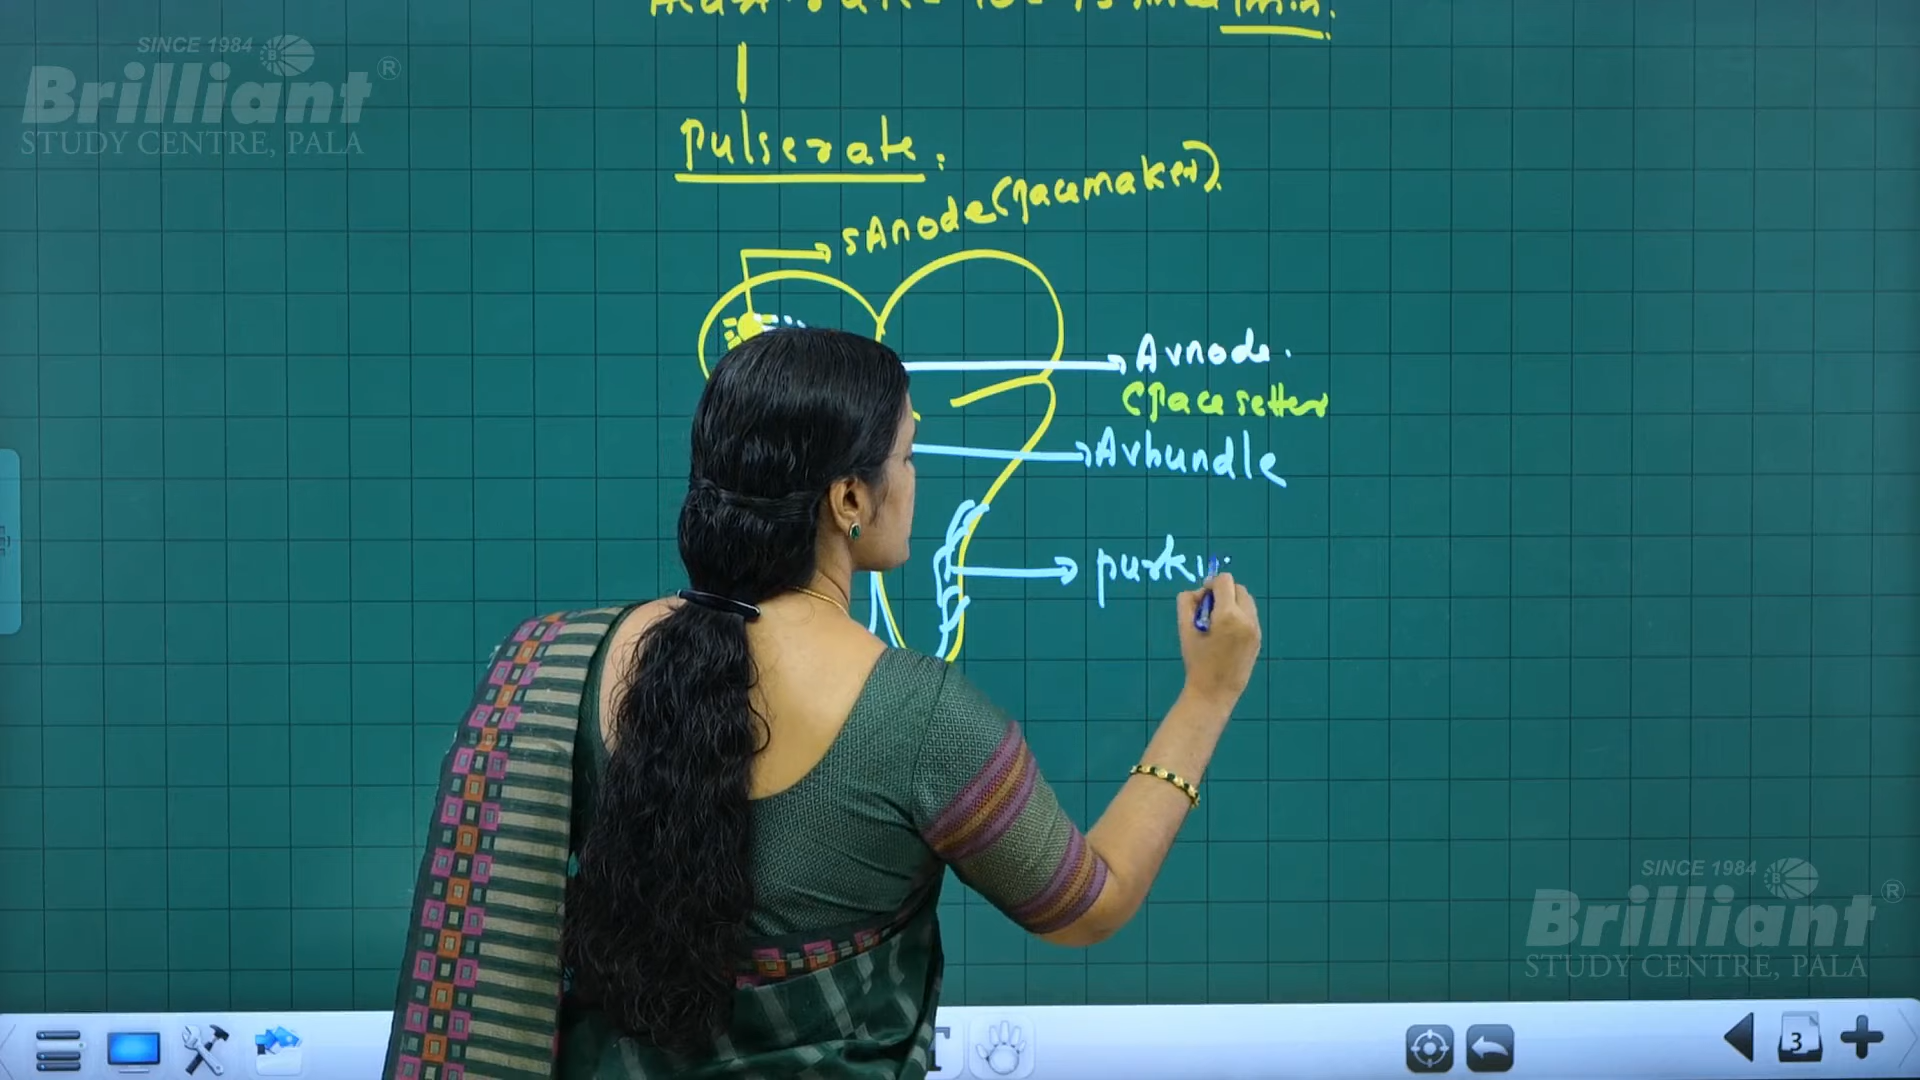 SINCE 1984
Brilliant®
STUDY CENTRE, PALA
min.
Pulserate.
SAnode (pacemaker).
Avnode.
(Pacesetter
Avbundle
purki
SINCE 1984
Brilliant®
STUDY CENTRE, PALA
T
3